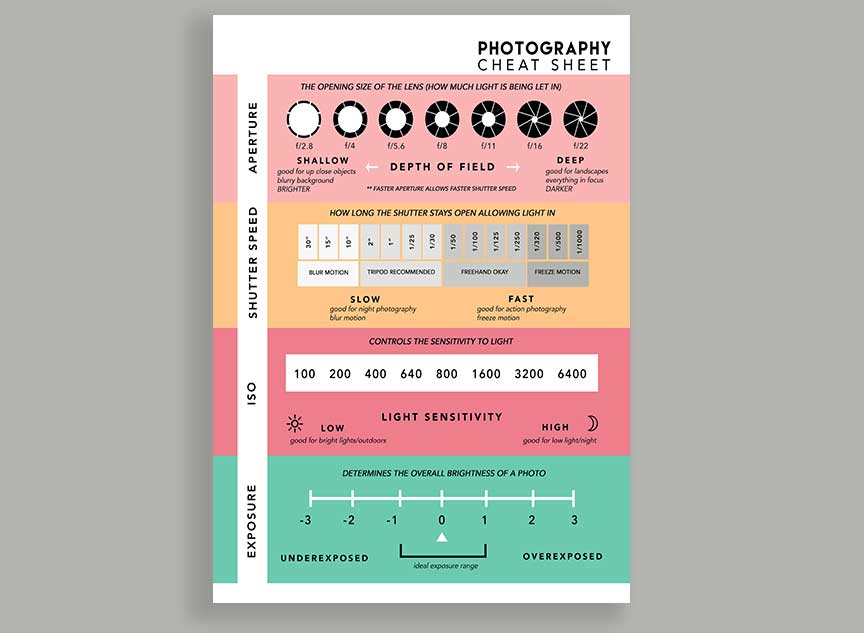 PHOTOGRAPHY
CHEAT SHEET
APERTURE
THE OPENING SIZE OF THE LENS (HOW MUCH LIGHT IS BEING LET IN)
f/2.8 f/4 f/5.6 f/8 f/11 f/16 f/22
SHALLOW
good for up close objects
blurry background
BRIGHTER
DEPTH OF FIELD
** FASTER APERTURE ALLOWS FASTER SHUTTER SPEED
DEEP
good for landscapes
everything in focus
DARKER
SHUTTER SPEED
HOW LONG THE SHUTTER STAYS OPEN ALLOWING LIGHT IN
30" 15" 10" 2" 1" 1/25 1/30 1/50 1/100 1/125 1/250 1/320 1/500 1/1000
BLUR MOTION TRIPOD RECOMMENDED FREEHAND OKAY FREEZE MOTION
SLOW
good for night photography
blur motion
FAST
good for action photography
freeze motion
ISO
CONTROLS THE SENSITIVITY TO LIGHT
100 200 400 640 800 1600 3200 6400
LIGHT SENSITIVITY
LOW
good for bright lights/outdoors
HIGH
good for low light/night
EXPOSURE
DETERMINES THE OVERALL BRIGHTNESS OF A PHOTO
-3 -2 -1 0 1 2 3
UNDEREXPOSED
ideal exposure range
OVEREXPOSED